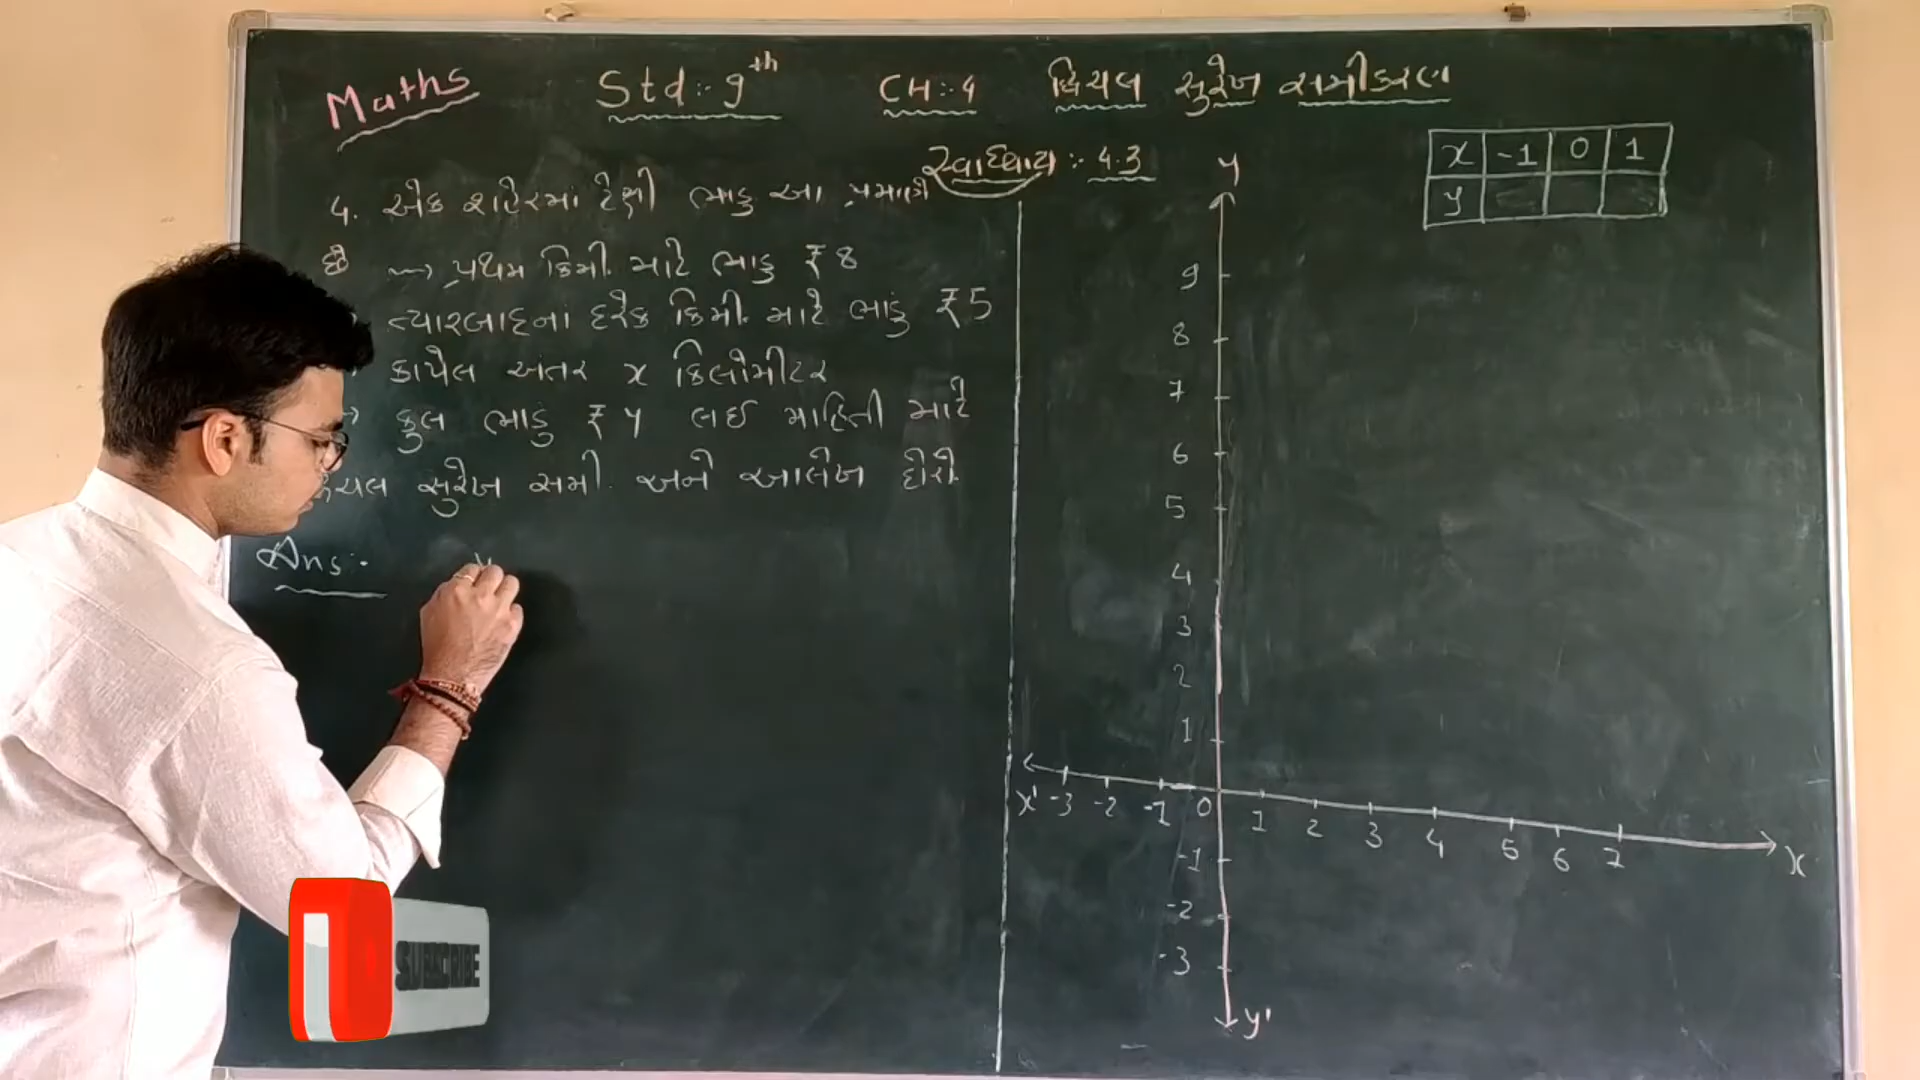 Maths Std:- 9th CH:- 4 દ્વિચલ સુરેખ સમીકરણ
સ્વાધ્યાય :- 4.3
4. એક શહેરમાં ટેક્ષી ભાડુ આ પ્રમાણે
છે → પ્રથમ કિમી. માટે ભાડુ ₹ 8
ત્યારબાદનાં દરેક કિમી. માટે ભાડું ₹ 5
કાપેલ અંતર x કિલોમીટર
→ કુલ ભાડું ₹ y લઈ માહિતી માટે
સુરેખ સમી. અને આલેખ દોરો.
Ans:-
x -1 0 1
y
y
9
8
7
6
5
4
3
2
1
x' -3 -2 -1 0 1 2 3 4 5 6 7 x
-1
-2
-3
y'
SUBSCRIBE